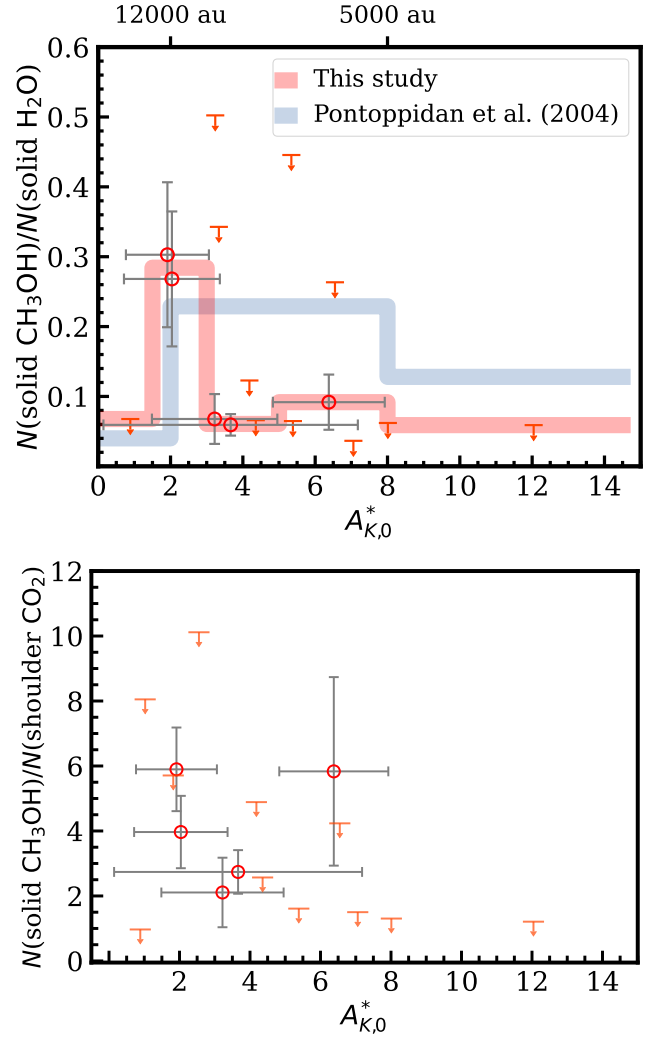 12000 au 5000 au
0.6
This study
Pontoppidan et al. (2004)
0.5
0.4
0.3
0.2
0.1
N(solid CH₃OH)/N(solid H₂O)
0 2 4 6 8 10 12 14
A*K,0
12
10
8
6
4
2
0
N(solid CH₃OH)/N(shoulder CO₂)
2 4 6 8 10 12 14
A*K,0